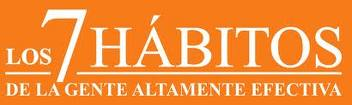 LOS 7 HÁBITOS
DE LA GENTE ALTAMENTE EFECTIVA